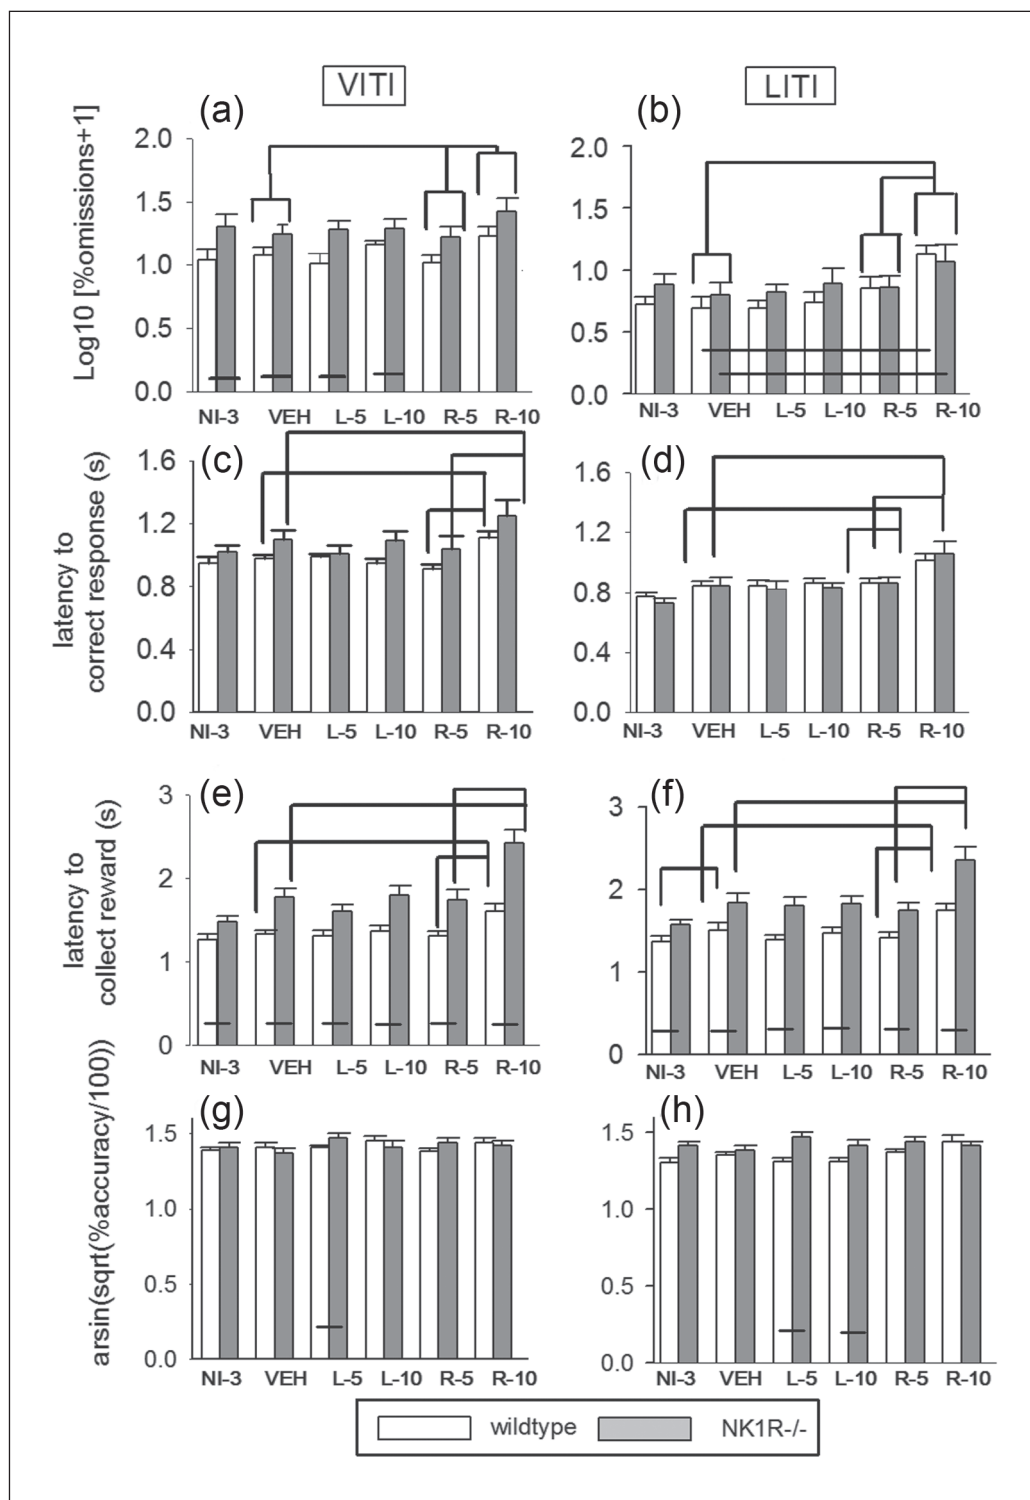 VITI
LITI
(a)
(b)
Log10 [%omissions+1]
2.0
1.5
1.0
0.5
0.0
2.0
1.5
1.0
0.5
0.0
NI-3 VEH L-5 L-10 R-5 R-10
NI-3 VEH L-5 L-10 R-5 R-10
(c)
(d)
latency to
correct response (s)
1.6
1.2
0.8
0.4
0.0
1.6
1.2
0.8
0.4
0.0
NI-3 VEH L-5 L-10 R-5 R-10
NI-3 VEH L-5 L-10 R-5 R-10
(e)
(f)
latency to
collect reward (s)
3
2
1
0
3
2
1
0
NI-3 VEH L-5 L-10 R-5 R-10
NI-3 VEH L-5 L-10 R-5 R-10
(g)
(h)
arsin(sqrt(%accuracy/100))
1.5
1.0
0.5
0.0
1.5
1.0
0.5
0.0
NI-3 VEH L-5 L-10 R-5 R-10
NI-3 VEH L-5 L-10 R-5 R-10
wildtype
NK1R-/-